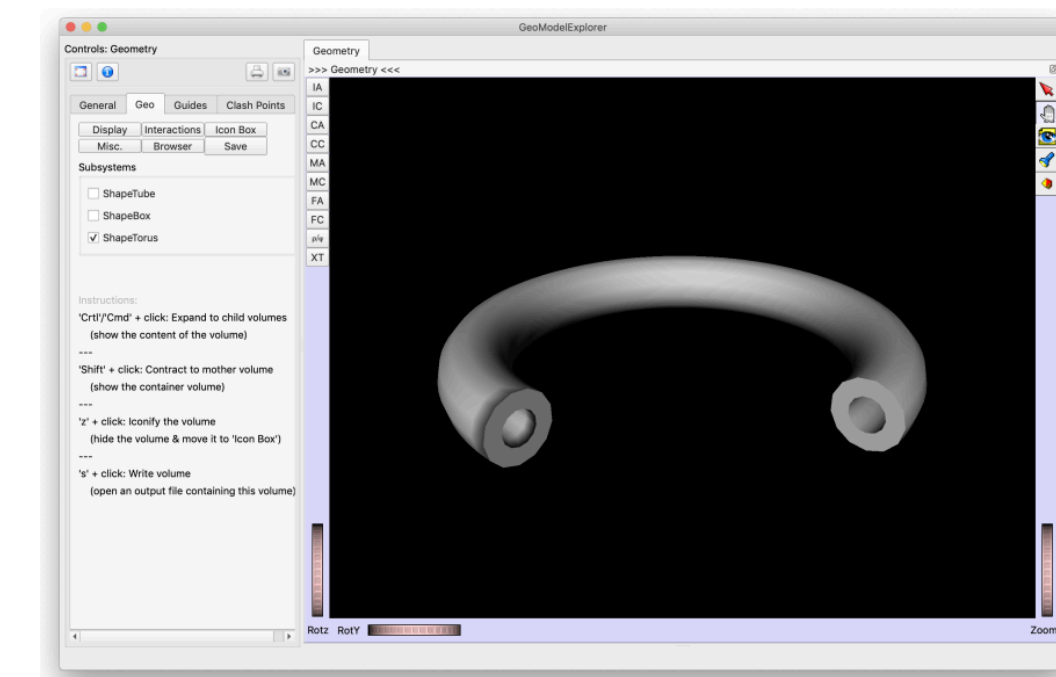 GeoModelExplorer
Controls: Geometry
General Geo Guides Clash Points
Display Interactions Icon Box
Misc. Browser Save
Subsystems
ShapeTube
ShapeBox
ShapeTorus
Instructions:
'Crtl'/'Cmd' + click: Expand to child volumes
(show the content of the volume)
---
'Shift' + click: Contract to mother volume
(show the container volume)
---
'z' + click: Iconify the volume
(hide the volume & move it to 'Icon Box')
---
's' + click: Write volume
(open an output file containing this volume)
Geometry
>>> Geometry <<<
IA
IC
CA
CC
MA
MC
FA
FC
p/φ
XT
Rotz RotY
Zoom